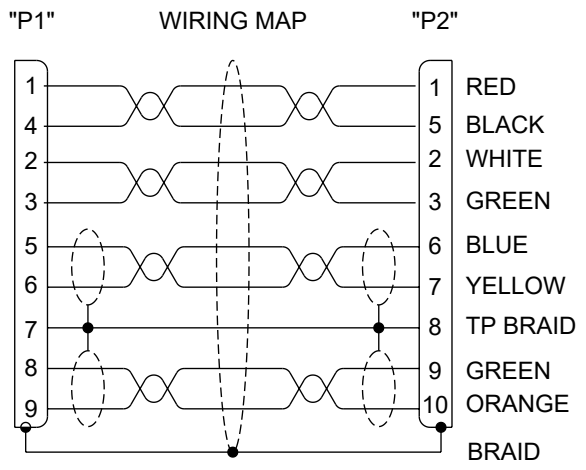 "P1" WIRING MAP "P2"
1 1 RED
4 5 BLACK
2 2 WHITE
3 3 GREEN
5 6 BLUE
6 7 YELLOW
7 8 TP BRAID
8 9 GREEN
9 10 ORANGE
BRAID